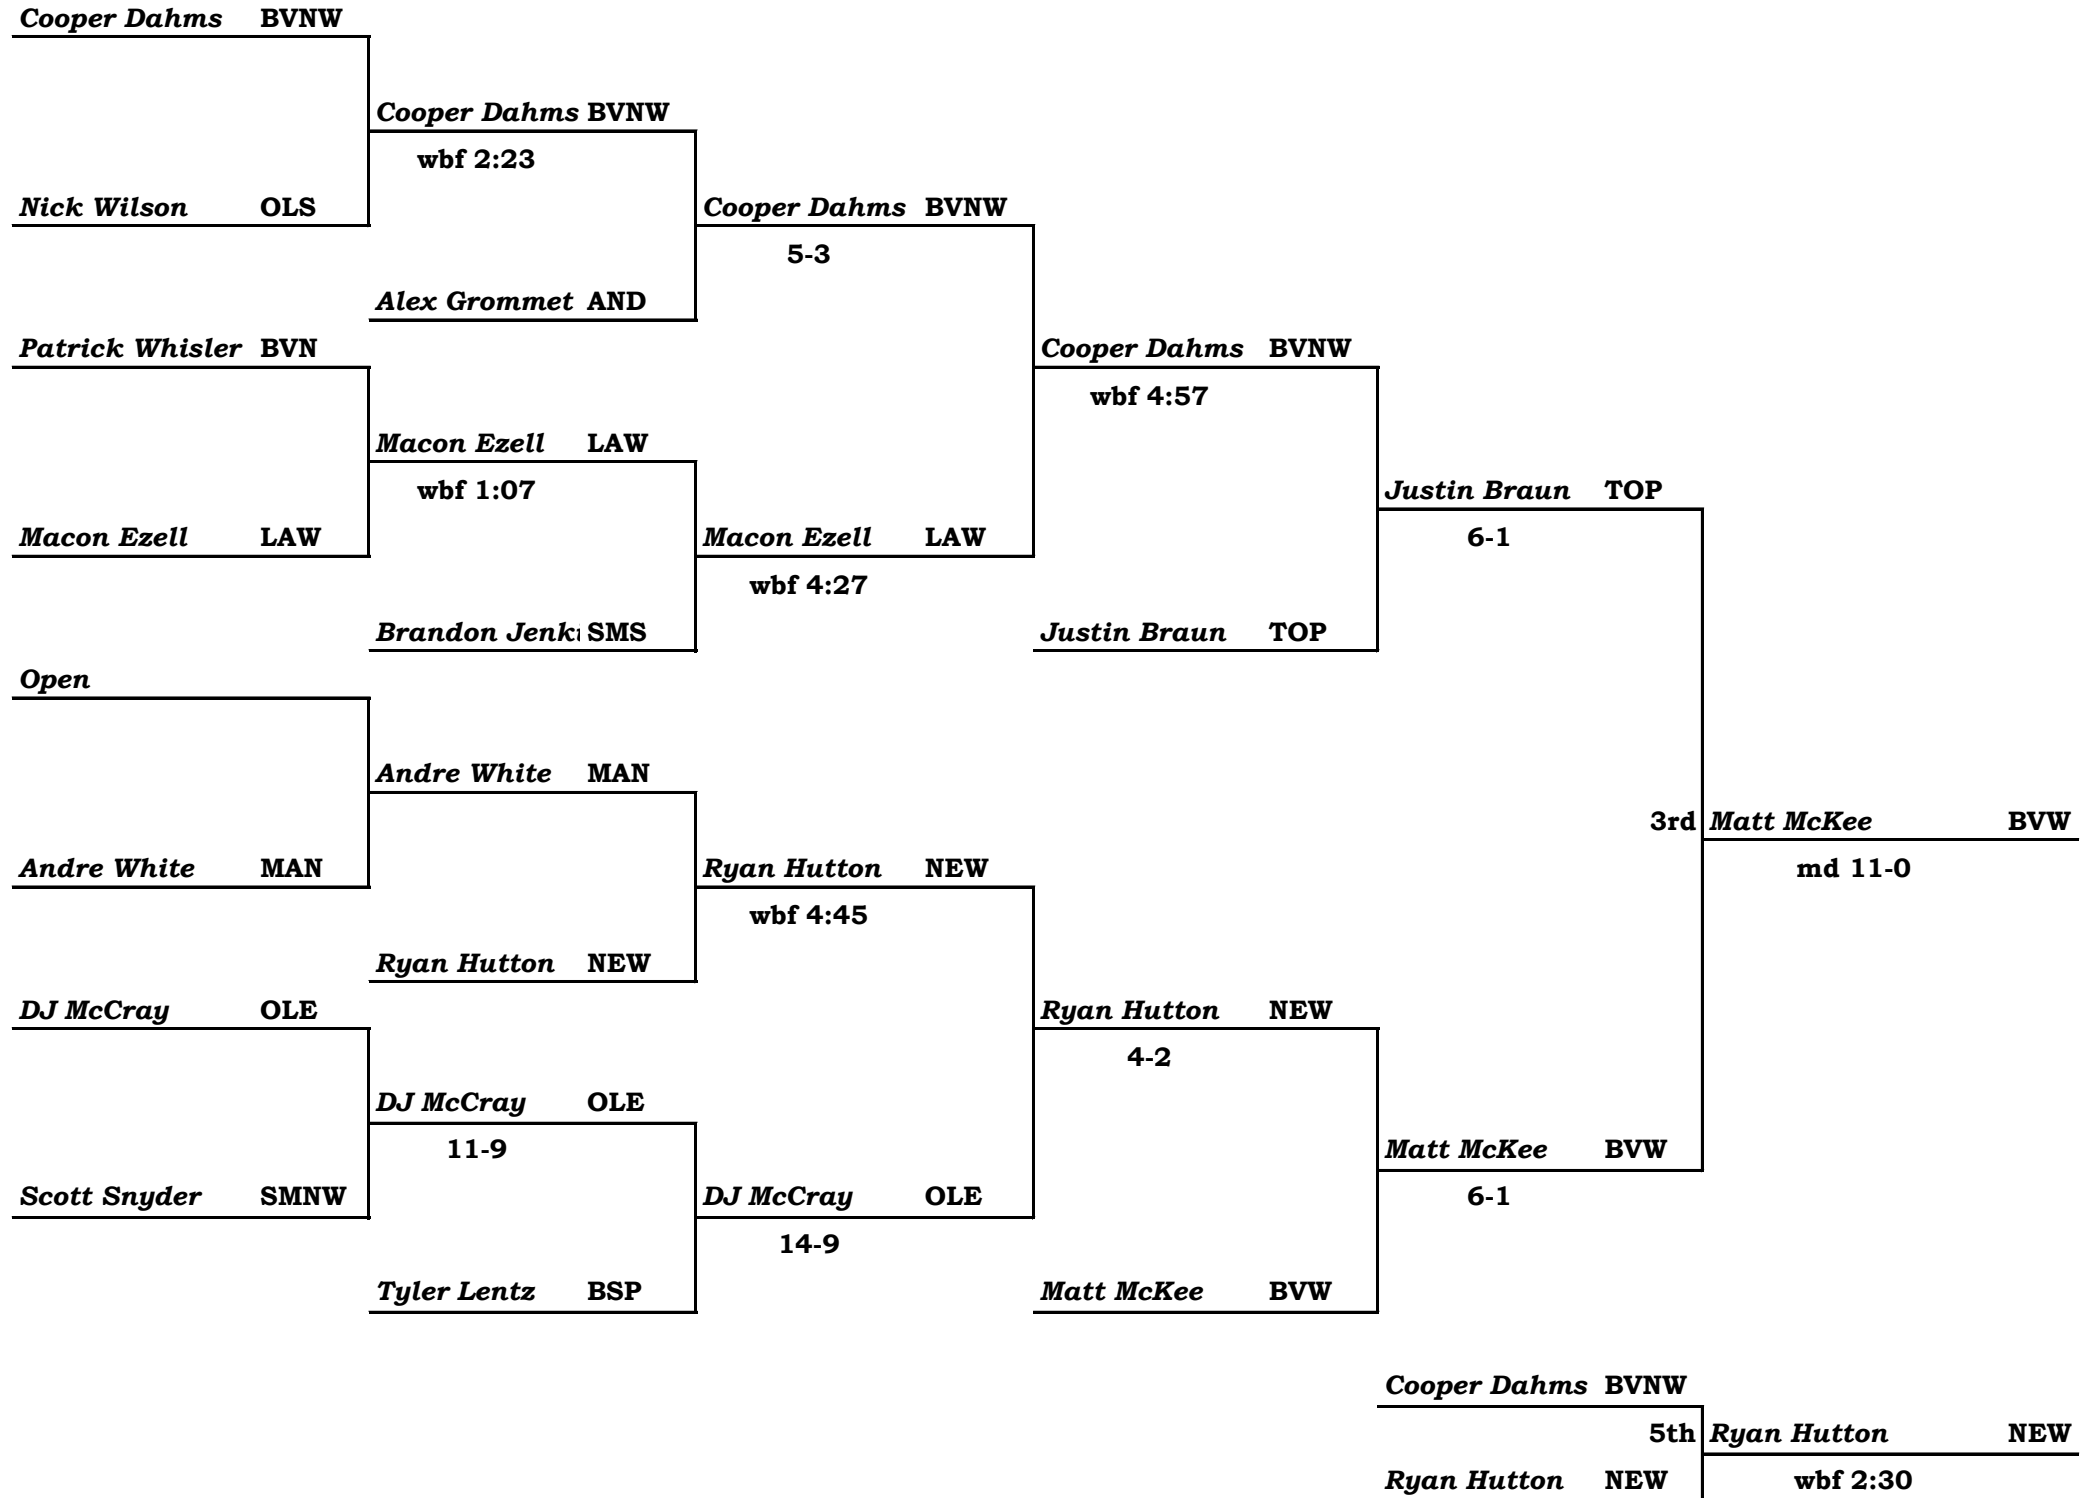 Cooper Dahms BVNW
Cooper Dahms BVNW
wbf 2:23
Nick Wilson OLS
Cooper Dahms BVNW
5-3
Alex Grommet AND
Patrick Whisler BVN
Cooper Dahms BVNW
wbf 4:57
Macon Ezell LAW
wbf 1:07
Justin Braun TOP
6-1
Macon Ezell LAW
Macon Ezell LAW
wbf 4:27
Brandon Jenki SMS
Justin Braun TOP
Open
Andre White MAN
3rd Matt McKee BVW
md 11-0
Andre White MAN
Ryan Hutton NEW
wbf 4:45
Ryan Hutton NEW
DJ McCray OLE
Ryan Hutton NEW
4-2
DJ McCray OLE
11-9
Matt McKee BVW
6-1
Scott Snyder SMNW
DJ McCray OLE
14-9
Tyler Lentz BSP
Matt McKee BVW
Cooper Dahms BVNW
5th Ryan Hutton NEW
Ryan Hutton NEW
wbf 2:30